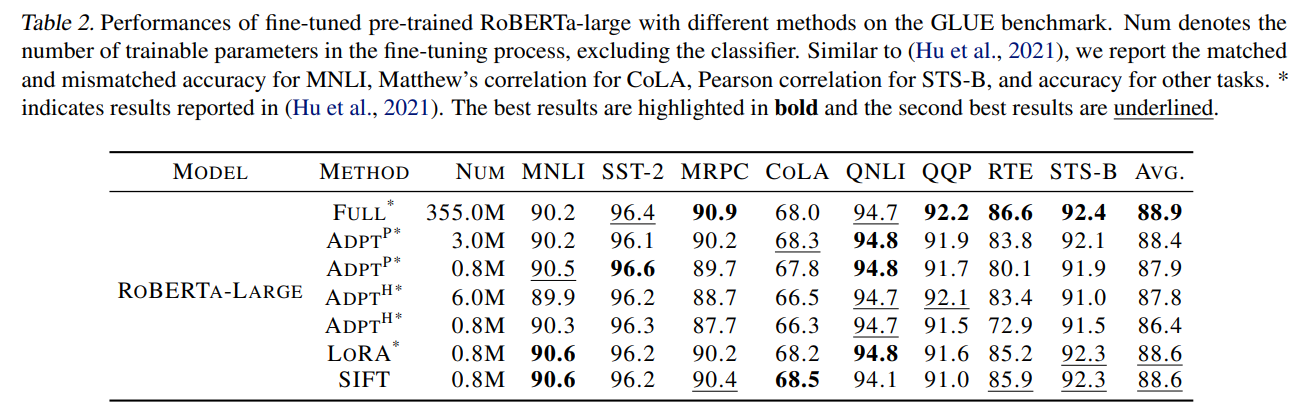 Table 2. Performances of fine-tuned pre-trained RoBERTa-large with different methods on the GLUE benchmark. Num denotes the
number of trainable parameters in the fine-tuning process, excluding the classifier. Similar to (Hu et al., 2021), we report the matched
and mismatched accuracy for MNLI, Matthew's correlation for CoLA, Pearson correlation for STS-B, and accuracy for other tasks. *
indicates results reported in (Hu et al., 2021). The best results are highlighted in bold and the second best results are underlined.
MODEL METHOD NUM MNLI SST-2 MRPC COLA QNLI QQP RTE STS-B AVG.
FULL* 355.0M 90.2 96.4 90.9 68.0 94.7 92.2 86.6 92.4 88.9
ADPTP* 3.0M 90.2 96.1 90.2 68.3 94.8 91.9 83.8 92.1 88.4
ADPTP* 0.8M 90.5 96.6 89.7 67.8 94.8 91.7 80.1 91.9 87.9
ROBERTA-LARGE ADPTH* 6.0M 89.9 96.2 88.7 66.5 94.7 92.1 83.4 91.0 87.8
ADPTH* 0.8M 90.3 96.3 87.7 66.3 94.7 91.5 72.9 91.5 86.4
LORA* 0.8M 90.6 96.2 90.2 68.2 94.8 91.6 85.2 92.3 88.6
SIFT 0.8M 90.6 96.2 90.4 68.5 94.1 91.0 85.9 92.3 88.6